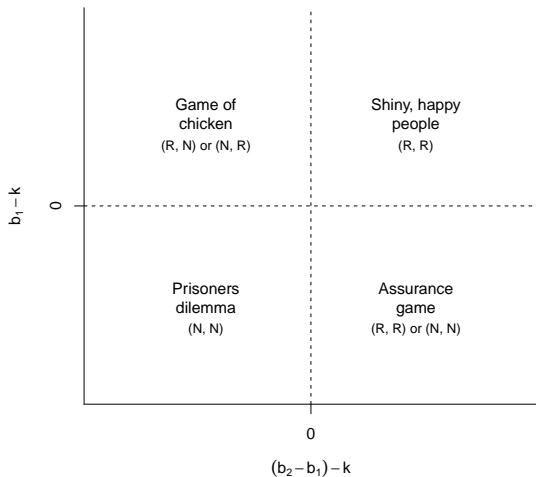 Game of
chicken
(R, N) or (N, R)
Shiny, happy
people
(R, R)
b₁ − k
0
Prisoners
dilemma
(N, N)
Assurance
game
(R, R) or (N, N)
0
(b₂ − b₁) − k